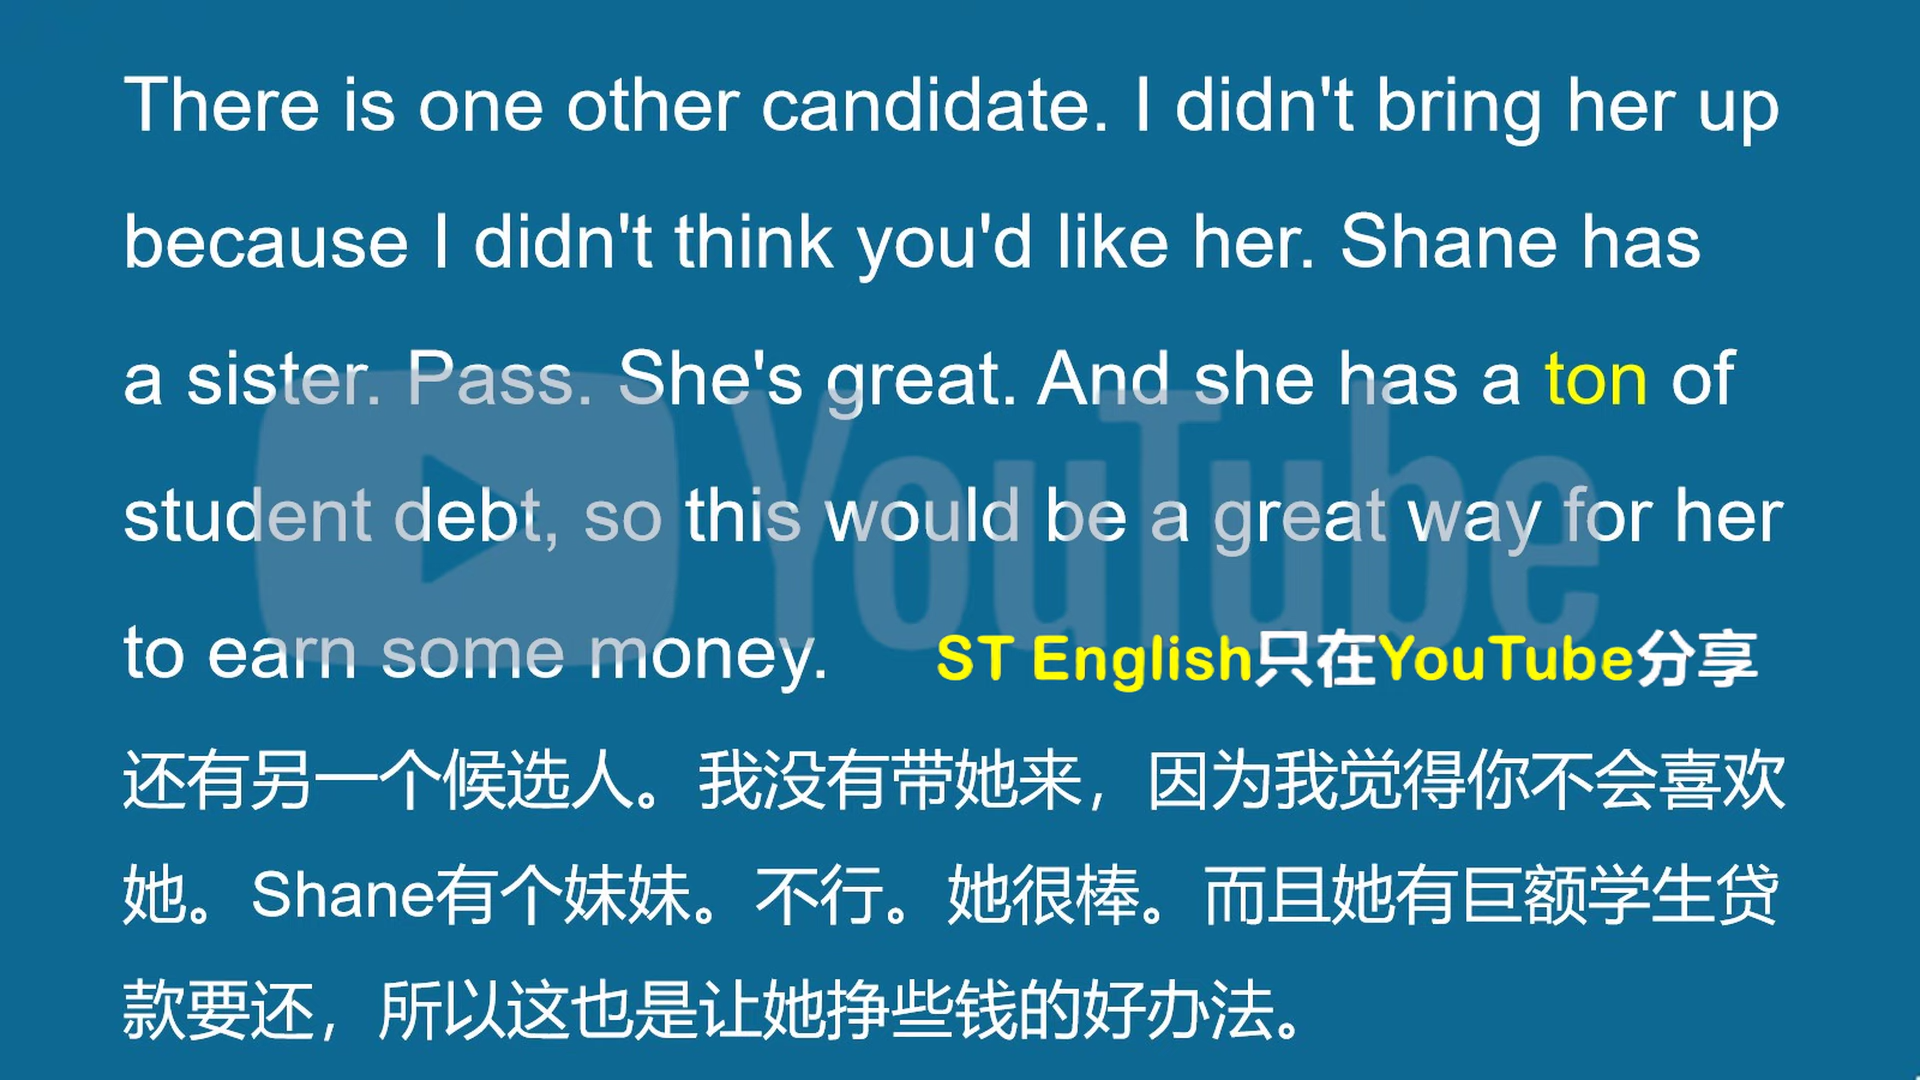 There is one other candidate. I didn't bring her up
because I didn't think you'd like her. Shane has
a sister. Pass. She's great. And she has a ton of
student debt, so this would be a great way for her
to earn some money.
ST English只在YouTube分享
YouTube
还有另一个候选人。我没有带她来，因为我觉得你不会喜欢
她。Shane有个妹妹。不行。她很棒。而且她有巨额学生贷
款要还，所以这也是让她挣些钱的好办法。